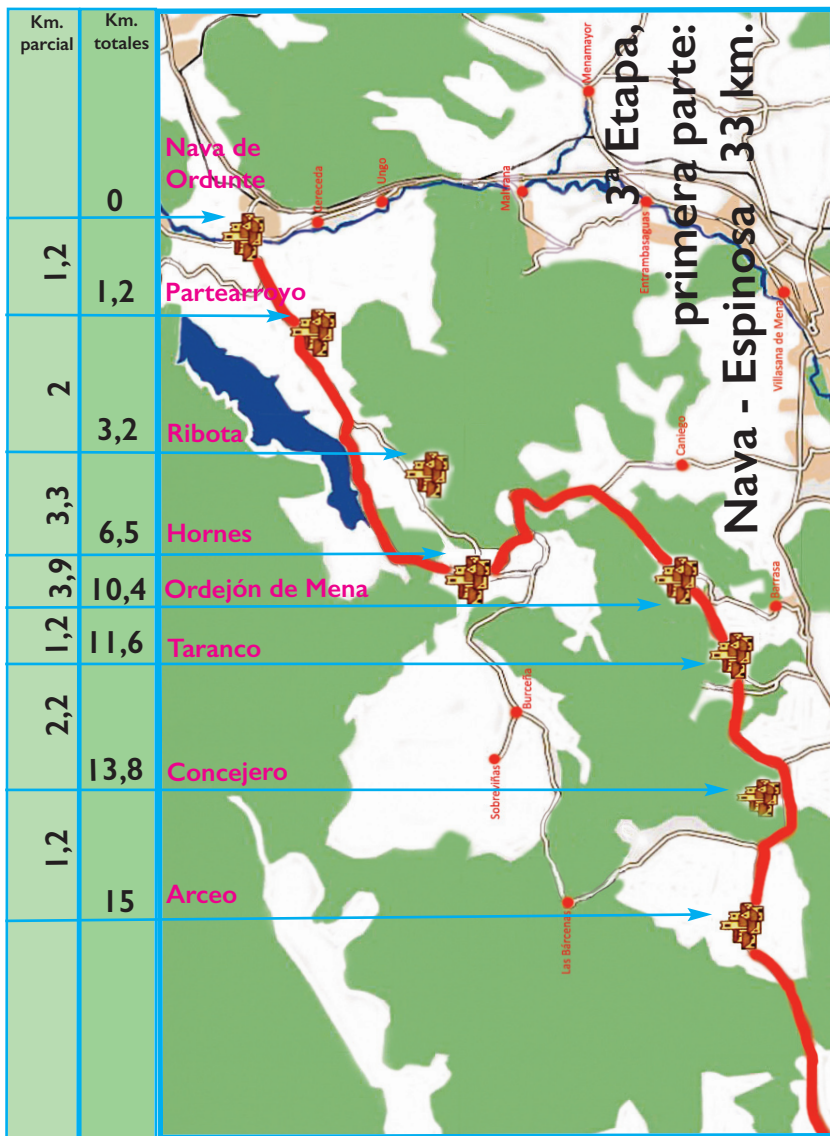 Km.
parcial
Km.
totales
Nava de
Ordunte
0
1,2
1,2
Partearroyo
2
3,2
Ribota
3,3
6,5
Hornes
3,9
10,4
Ordejón de Mena
1,2
11,6
Taranco
2,2
13,8
Concejero
1,2
15
Arceo
3ª Etapa,
primera parte:
Nava - Espinosa 33 km.
Menamayor
Ungo
Cereceda
Maltrana
Entrambasaguas
Villasana de Mena
Caniego
Barrasa
Burceña
Sobreviñas
Las Bárcenas